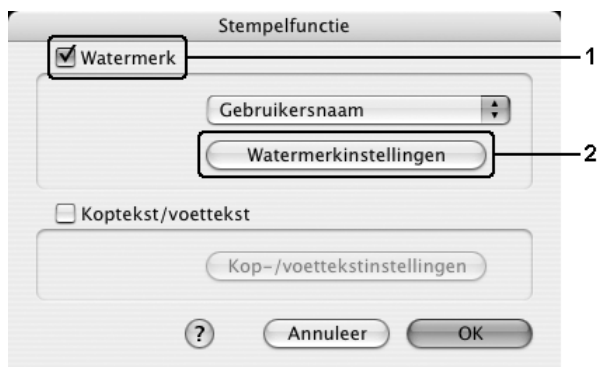 Stempelfunctie
Watermerk
1
Gebruikersnaam
Watermerkinstellingen
2
Koptekst/voettekst
Kop-/voettekstinstellingen
? Annuleer OK